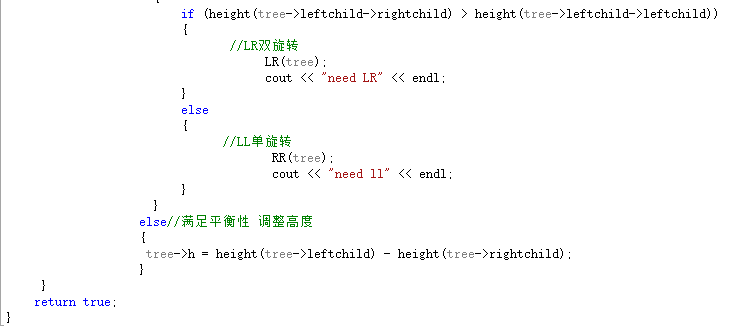 {
if (height(tree->leftchild->rightchild) > height(tree->leftchild->leftchild))
{
//LR双旋转
LR(tree);
cout << "need LR" << endl;
}
else
{
//LL单旋转
RR(tree);
cout << "need ll" << endl;
}
}
else//满足平衡性 调整高度
{
tree->h = height(tree->leftchild) - height(tree->rightchild);
}
}
return true;
}